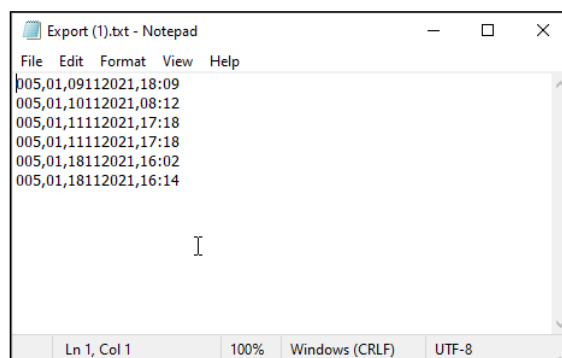 Export (1).txt - Notepad
File Edit Format View Help
005,01,09112021,18:09
005,01,10112021,08:12
005,01,11112021,17:18
005,01,11112021,17:18
005,01,18112021,16:02
005,01,18112021,16:14
Ln 1, Col 1 100% Windows (CRLF) UTF-8